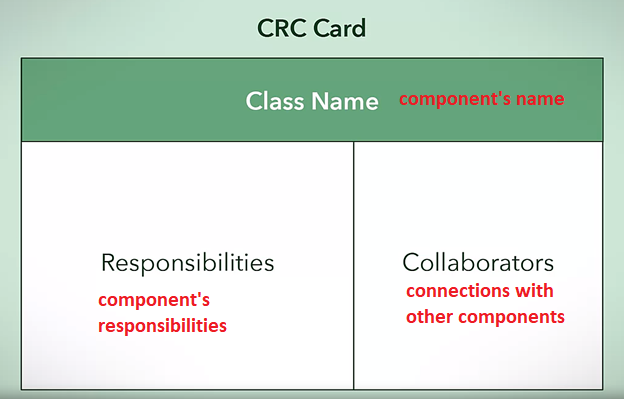 CRC Card
Class Name component's name
Responsibilities
component's
responsibilities
Collaborators
connections with
other components